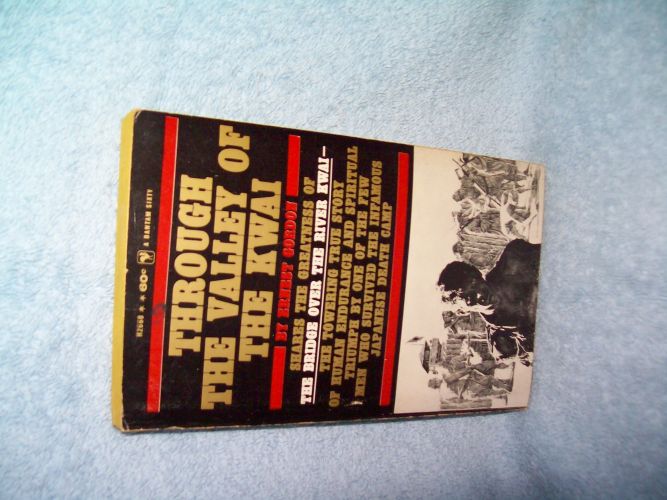 A BANTAM SIXTY
H2668 ★ ★ 60¢
THROUGH
THE VALLEY OF
THE KWAI
BY ERNEST GORDON
SHARES THE GREATNESS OF
THE BRIDGE OVER THE RIVER KWAI—
THE TOWERING TRUE STORY
OF HUMAN ENDURANCE AND SPIRITUAL
TRIUMPH BY ONE OF THE FEW
MEN WHO SURVIVED THE INFAMOUS
JAPANESE DEATH CAMP